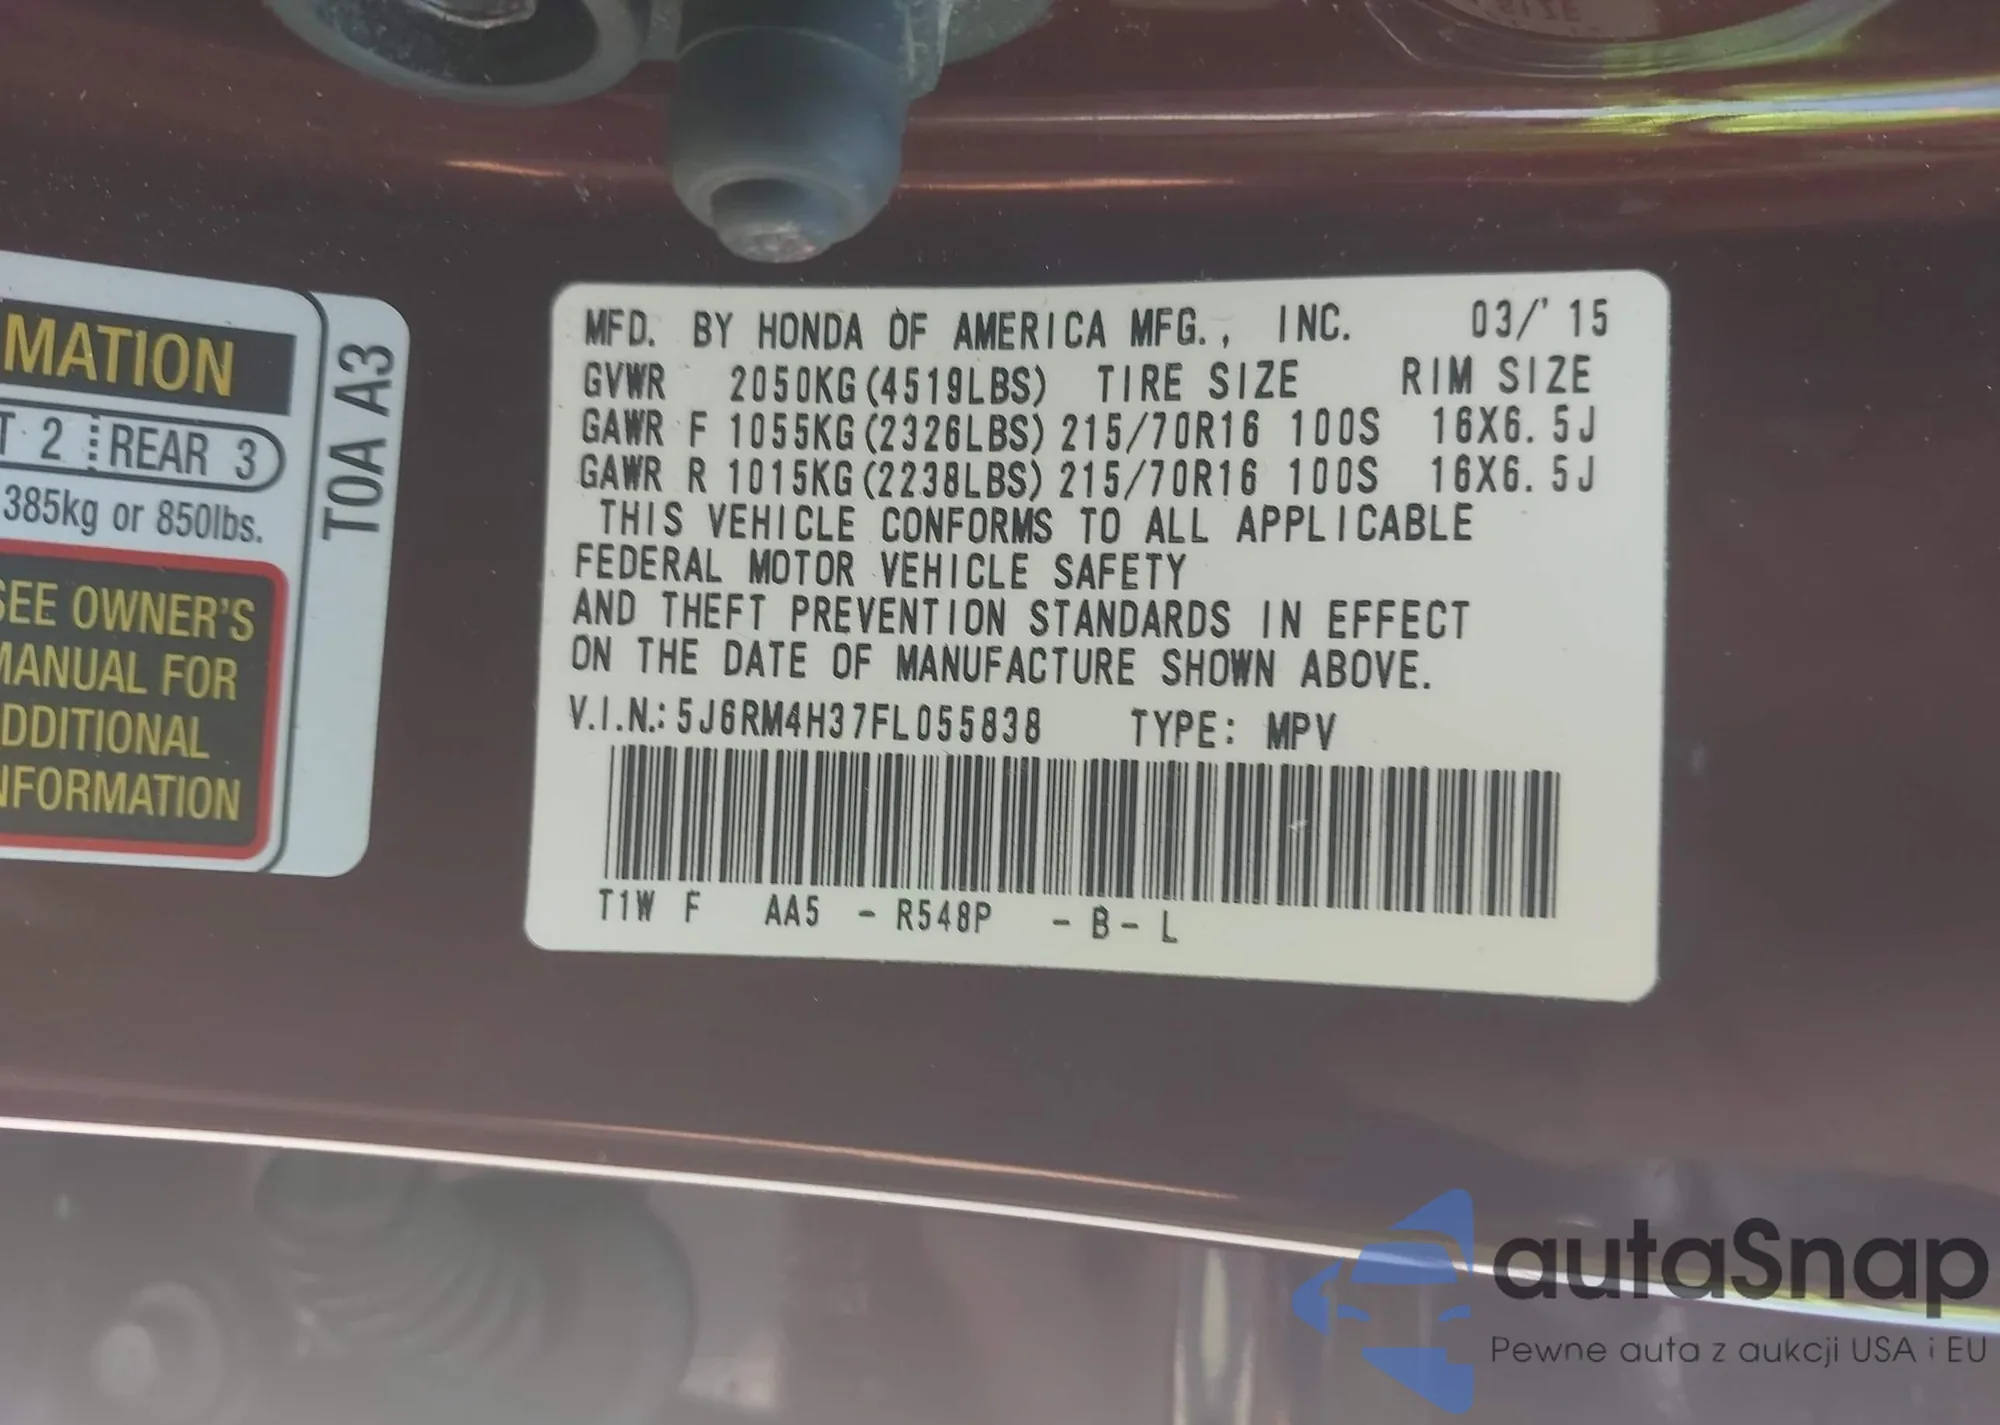 MATION
T 2 REAR 3
385kg or 850lbs.
SEE OWNER'S
MANUAL FOR
ADDITIONAL
INFORMATION
T0A A3
MFD. BY HONDA OF AMERICA MFG., INC. 03/'15
GVWR 2050KG(4519LBS) TIRE SIZE RIM SIZE
GAWR F 1055KG(2326LBS) 215/70R16 100S 16X6.5J
GAWR R 1015KG(2238LBS) 215/70R16 100S 16X6.5J
THIS VEHICLE CONFORMS TO ALL APPLICABLE
FEDERAL MOTOR VEHICLE SAFETY
AND THEFT PREVENTION STANDARDS IN EFFECT
ON THE DATE OF MANUFACTURE SHOWN ABOVE.
V.I.N.: 5J6RM4H37FL055838 TYPE: MPV
T1W F AA5 - R548P - B - L
autaSnap
Pewne auta z aukcji USA i EU